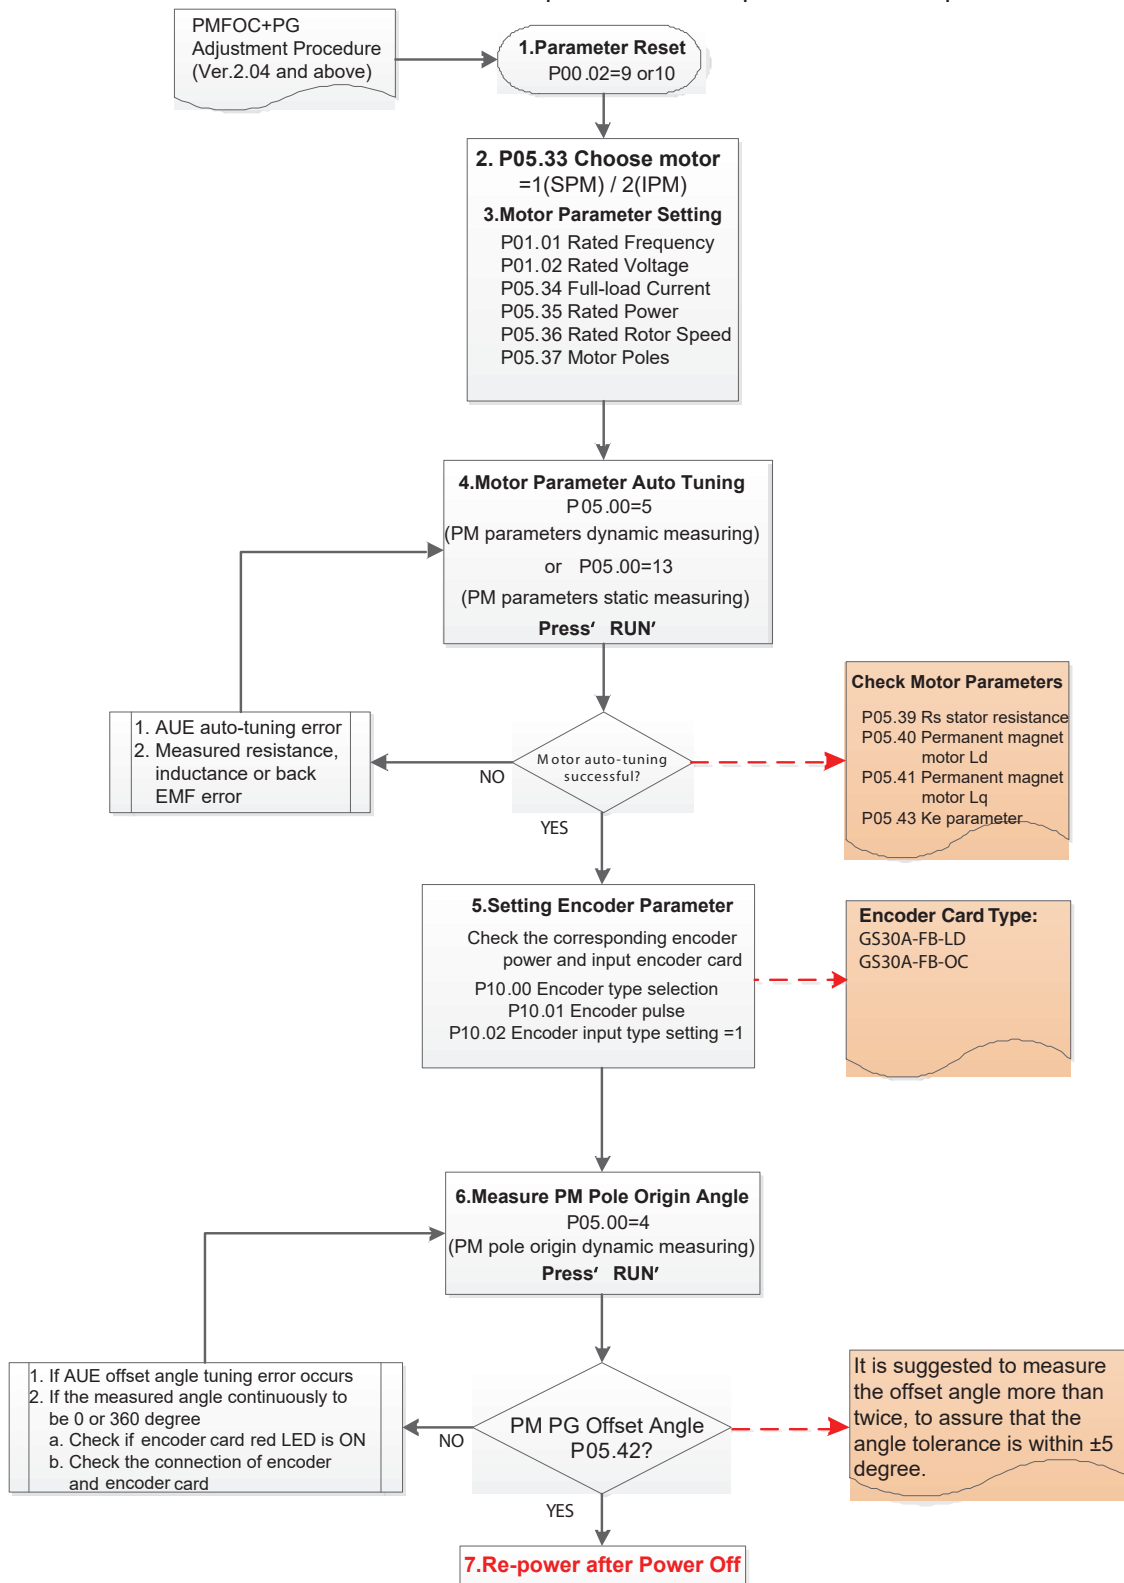 PMFOC+PG
Adjustment Procedure
(Ver.2.04 and above)
1.Parameter Reset
P00.02=9 or10
2. P05.33 Choose motor
=1(SPM) / 2(IPM)
3.Motor Parameter Setting
P01.01 Rated Frequency
P01.02 Rated Voltage
P05.34 Full-load Current
P05.35 Rated Power
P05.36 Rated Rotor Speed
P05.37 Motor Poles
4.Motor Parameter Auto Tuning
P05.00=5
(PM parameters dynamic measuring)
or P05.00=13
(PM parameters static measuring)
Press‘ RUN’
1. AUE auto-tuning error
2. Measured resistance,
inductance or back
EMF error
NO
Motor auto-tuning
successful?
YES
Check Motor Parameters
P05.39 Rs stator resistance
P05.40 Permanent magnet
motor Ld
P05.41 Permanent magnet
motor Lq
P05.43 Ke parameter
5.Setting Encoder Parameter
Check the corresponding encoder
power and input encoder card
P10.00 Encoder type selection
P10.01 Encoder pulse
P10.02 Encoder input type setting =1
Encoder Card Type:
GS30A-FB-LD
GS30A-FB-OC
6.Measure PM Pole Origin Angle
P05.00=4
(PM pole origin dynamic measuring)
Press‘ RUN’
1. If AUE offset angle tuning error occurs
2. If the measured angle continuously to
be 0 or 360 degree
a. Check if encoder card red LED is ON
b. Check the connection of encoder
and encoder card
NO
PM PG Offset Angle
P05.42?
YES
It is suggested to measure
the offset angle more than
twice, to assure that the
angle tolerance is within ±5
degree.
7.Re-power after Power Off